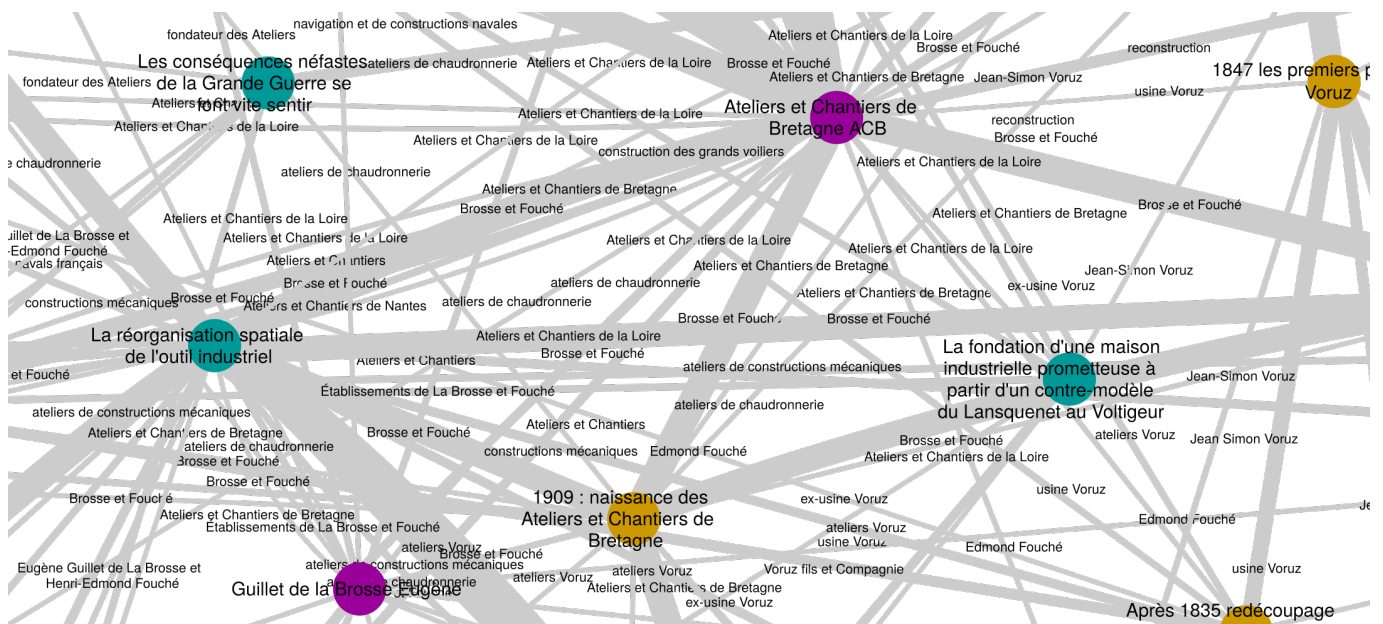 navigation et de constructions navales
fondateur des Ateliers
Ateliers et Chantiers de la Loire
Brosse et Fouché
reconstruction
Les conséquences néfastes
de la Grande Guerre se
font vite sentir
ateliers de chaudronnerie
Ateliers et Chantiers de la Loire
Brosse et Fouché
1847 les premiers
Voruz
fondateur des Ateliers
Ateliers et Chantiers de Bretagne
Jean-Simon Voruz
usine Voruz
Ateliers et
Ateliers et Chantiers de
Bretagne ACB
Ateliers et Chantiers de la Loire
reconstruction
Ateliers et Chantiers de la Loire
Brosse et Fouché
Ateliers et Chantiers de la Loire
construction des grands voiliers
e chaudronnerie
Ateliers et Chantiers de la Loire
ateliers de chaudronnerie
Ateliers et Chantiers de Bretagne
Brosse et Fouché
Brosse et Fouché
Ateliers et Chantiers de Bretagne
Ateliers et Chantiers de la Loire
uillet de La Brosse et
-Edmond Fouché
navals français
Ateliers et Chantiers de la Loire
Ateliers et Chantiers de la Loire
Ateliers et Chantiers de la Loire
Ateliers et Chantiers
Ateliers et Chantiers de Bretagne
Jean-Simon Voruz
Brosse et Fouché
ateliers de chaudronnerie
ex-usine Voruz
Ateliers et Chantiers de Bretagne
constructions mécaniques
Brosse et Fouché
Ateliers et Chantiers de Nantes
ateliers de chaudronnerie
Brosse et Fouché
Brosse et Fouché
La réorganisation spatiale
de l'outil industriel
Ateliers et Chantiers de la Loire
Brosse et Fouché
La fondation d'une maison
industrielle prometteuse à
partir d'un contre-modèle
du Lansquenet au Voltigeur
Ateliers et Chantiers
ateliers de constructions mécaniques
et Fouché
Jean-Simon Voruz
Établissements de La Brosse et Fouché
ateliers de chaudronnerie
ateliers de constructions mécaniques
Ateliers et Chantiers
Ateliers et Chantiers de Bretagne
Brosse et Fouché
ateliers Voruz
Jean Simon Voruz
Brosse et Fouché
ateliers de chaudronnerie
constructions mécaniques
Edmond Fouché
Ateliers et Chantiers de la Loire
Brosse et Fouché
Brosse et Fouché
usine Voruz
Brosse et Fouché
1909 : naissance des
Ateliers et Chantiers de
Bretagne
ex-usine Voruz
Ateliers et Chantiers de Bretagne
Edmond Fouché
Établissements de La Brosse et Fouché
ateliers Voruz
usine Voruz
ateliers Voruz
Edmond Fouché
Brosse et Fouché
ateliers de constructions mécaniques
Eugène Guillet de La Brosse et
Henri-Edmond Fouché
ateliers Voruz
ateliers Voruz
Voruz fils et Compagnie
usine Voruz
chaudronnerie
Guillet de la Brosse Eugène
Ateliers et Chantiers de Bretagne
ex-usine Voruz
Après 1835 redécoupage